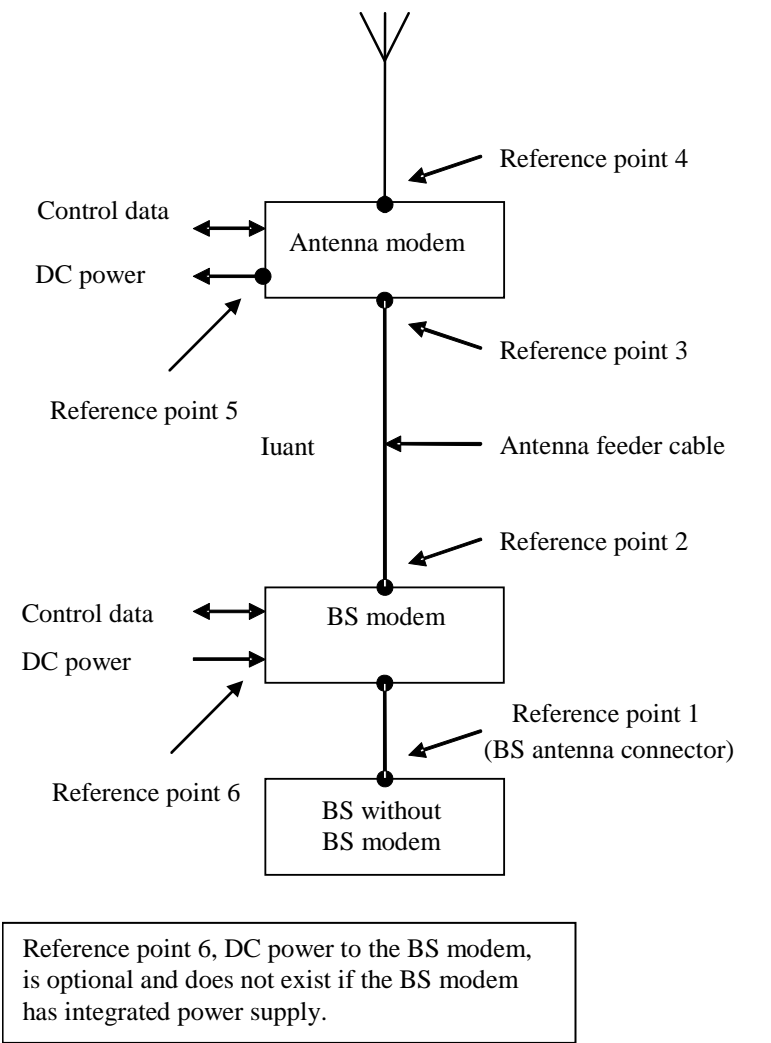 Reference point 4
Control data
Antenna modem
DC power
Reference point 3
Reference point 5
Iuant
Antenna feeder cable
Reference point 2
Control data
BS modem
DC power
Reference point 1
(BS antenna connector)
Reference point 6
BS without
BS modem
Reference point 6, DC power to the BS modem,
is optional and does not exist if the BS modem
has integrated power supply.